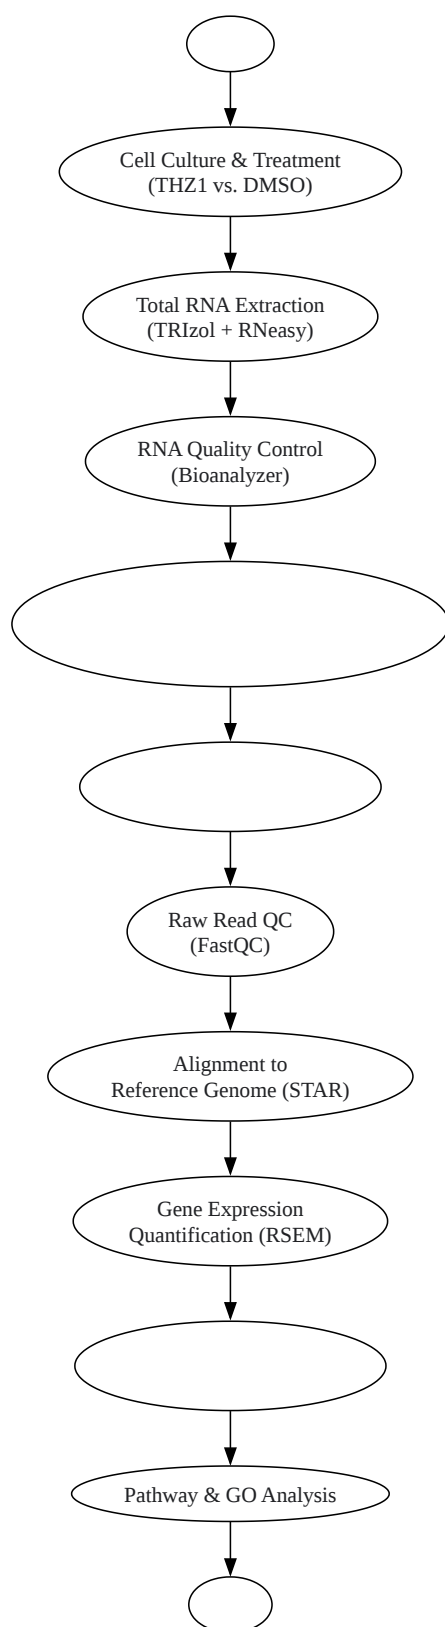 Cell Culture & Treatment
(THZ1 vs. DMSO)
Total RNA Extraction
(TRIzol + RNeasy)
RNA Quality Control
(Bioanalyzer)
Raw Read QC
(FastQC)
Alignment to
Reference Genome (STAR)
Gene Expression
Quantification (RSEM)
Pathway & GO Analysis